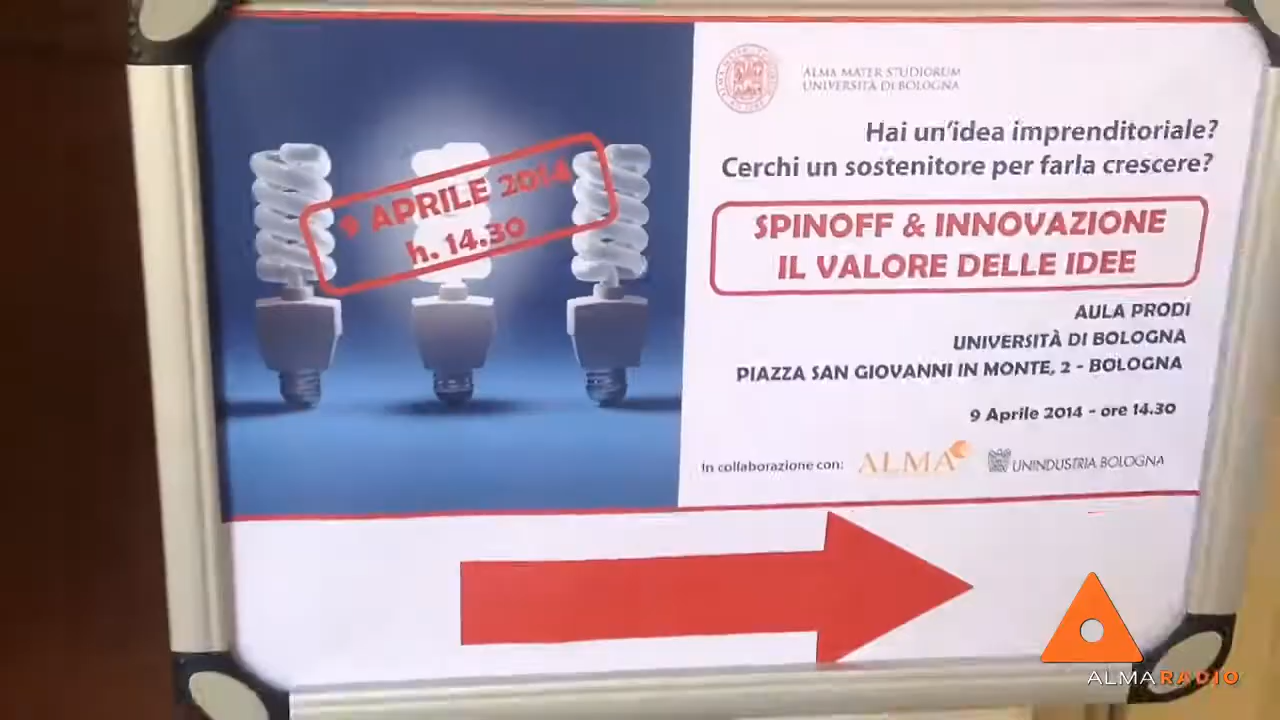 9 APRILE 2014
h. 14.30
ALMA MATER STUDIORUM
UNIVERSITÀ DI BOLOGNA
Hai un'idea imprenditoriale?
Cerchi un sostenitore per farla crescere?
SPINOFF & INNOVAZIONE
IL VALORE DELLE IDEE
AULA PRODI
UNIVERSITÀ DI BOLOGNA
PIAZZA SAN GIOVANNI IN MONTE, 2 - BOLOGNA
9 Aprile 2014 - ore 14.30
In collaborazione con: ALMA UNINDUSTRIA BOLOGNA
ALMARADIO